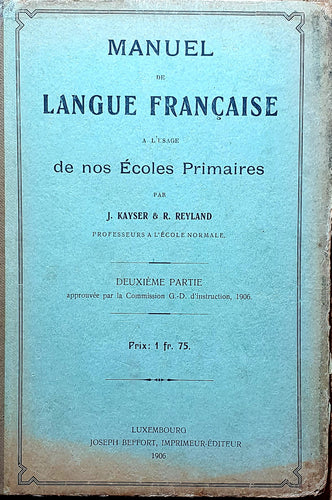 MANUEL
DE
LANGUE FRANÇAISE
A L'USAGE
de nos Écoles Primaires
PAR
J. KAYSER & R. REYLAND
PROFESSEURS A L'ÉCOLE NORMALE.
DEUXIÈME PARTIE
approuvée par la Commission G.-D. d'instruction, 1906.
Prix: 1 fr. 75.
LUXEMBOURG
JOSEPH BEFFORT, IMPRIMEUR-ÉDITEUR
1906